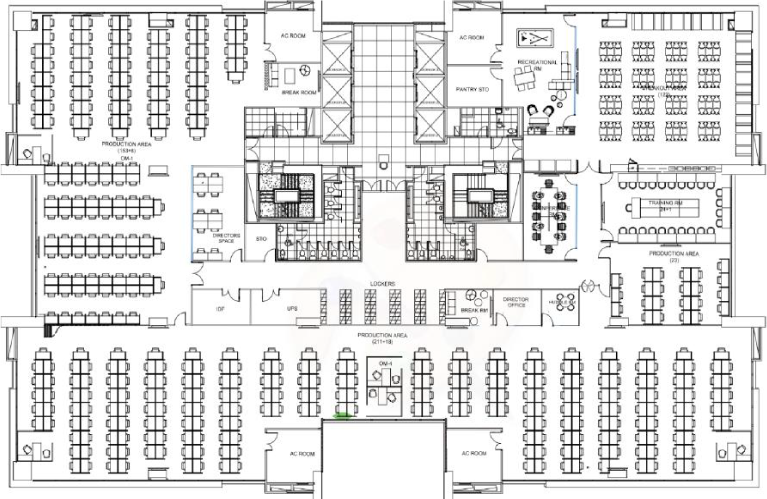 AC ROOM
AC ROOM
RECREATIONAL
RM
BREAK ROOM
PANTRY STO
PRODUCTION AREA
(153+8)
OM-1
TRAINING RM
DIRECTORS
SPACE
STO
PRODUCTION AREA
(23)
LOCKERS
IDF
UPS
BREAK RM
DIRECTOR
OFFICE
PRODUCTION AREA
(211+18)
OM-1
AC ROOM
AC ROOM